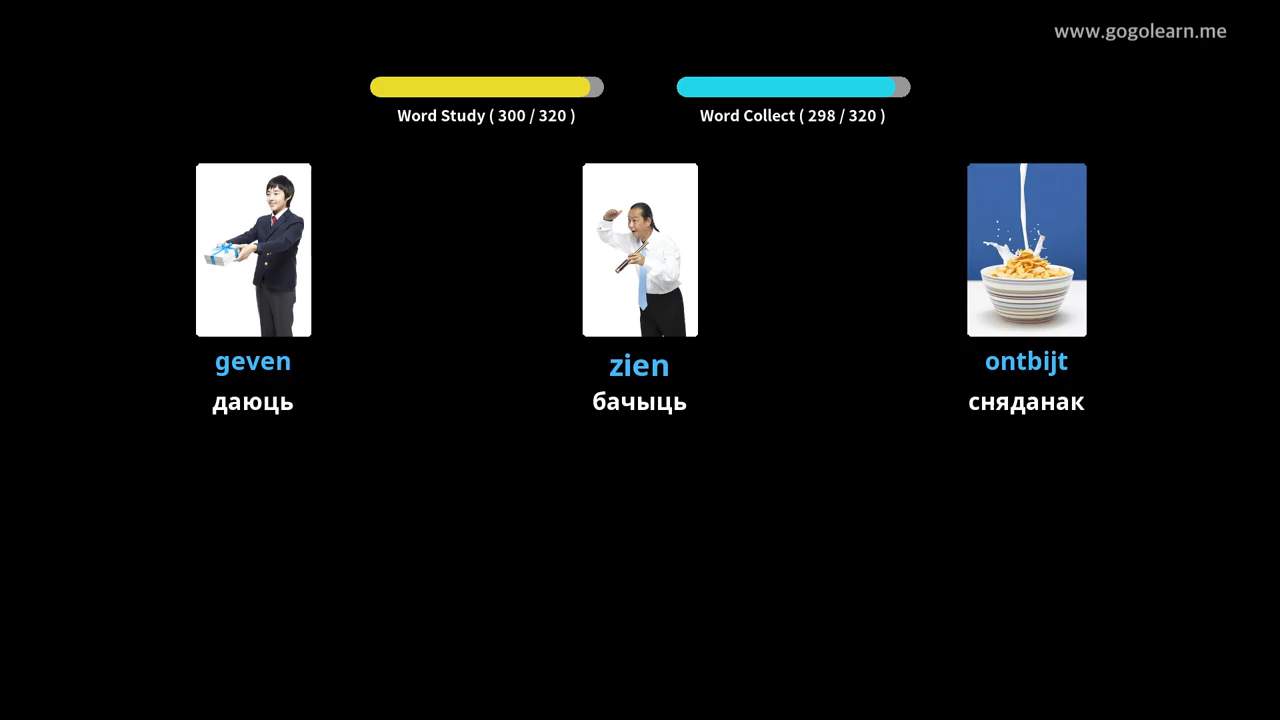 www.gogolearn.me
Word Study ( 300 / 320 )
Word Collect ( 298 / 320 )
geven
zien
ontbijt
даюць
бачыць
сняданак